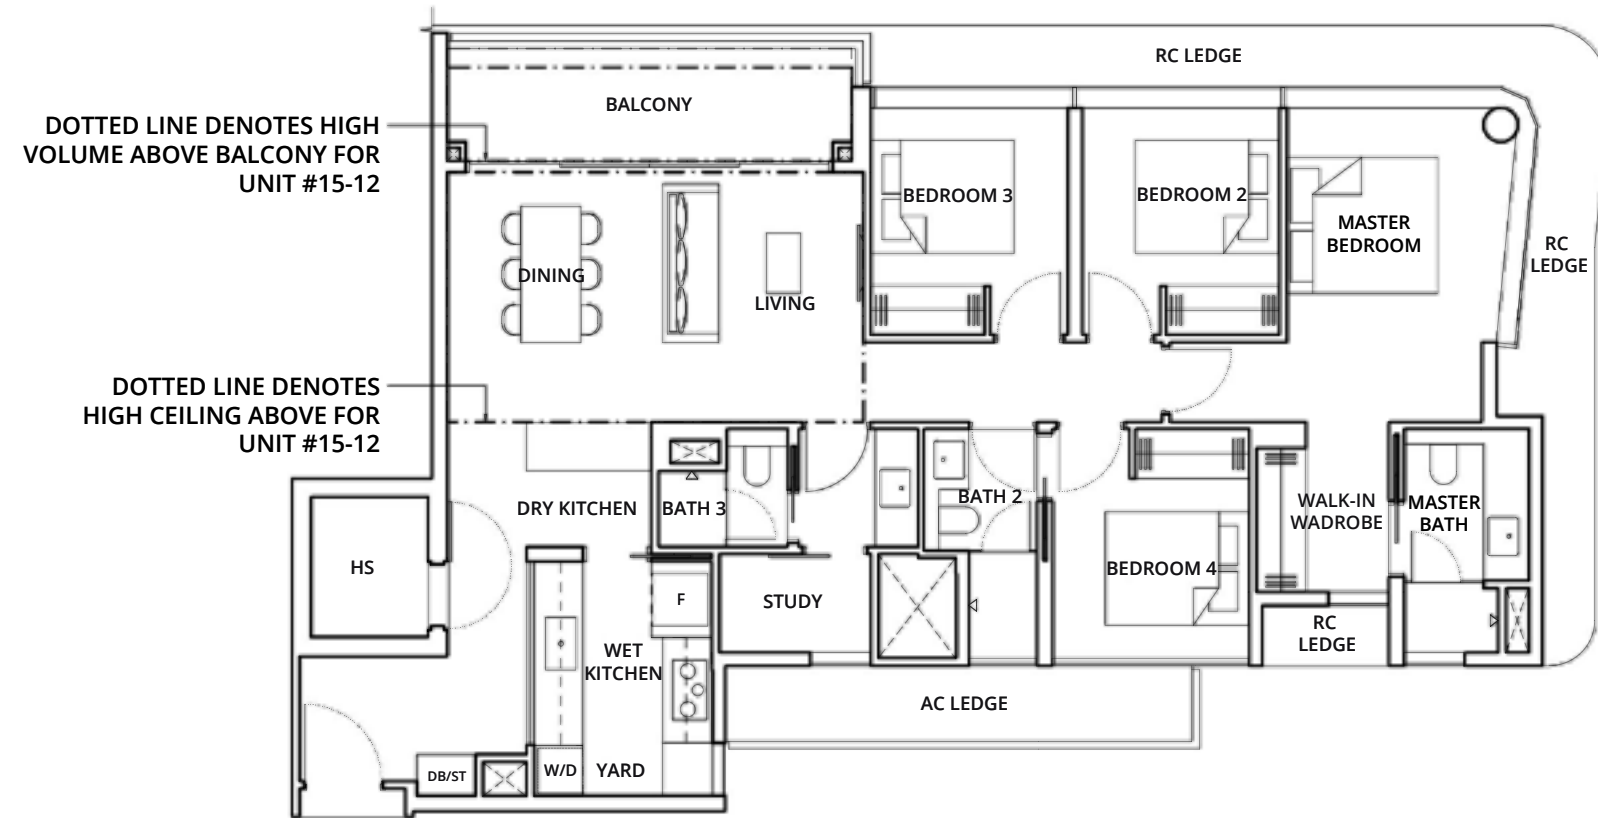 RC LEDGE
BALCONY
DOTTED LINE DENOTES HIGH
VOLUME ABOVE BALCONY FOR
UNIT #15-12
BEDROOM 3
BEDROOM 2
MASTER
BEDROOM
RC
LEDGE
DINING
LIVING
DOTTED LINE DENOTES
HIGH CEILING ABOVE FOR
UNIT #15-12
DRY KITCHEN
BATH 3
BATH 2
WALK-IN
WADROBE
MASTER
BATH
HS
F
STUDY
BEDROOM 4
WET
KITCHEN
RC
LEDGE
AC LEDGE
DB/ST
W/D
YARD